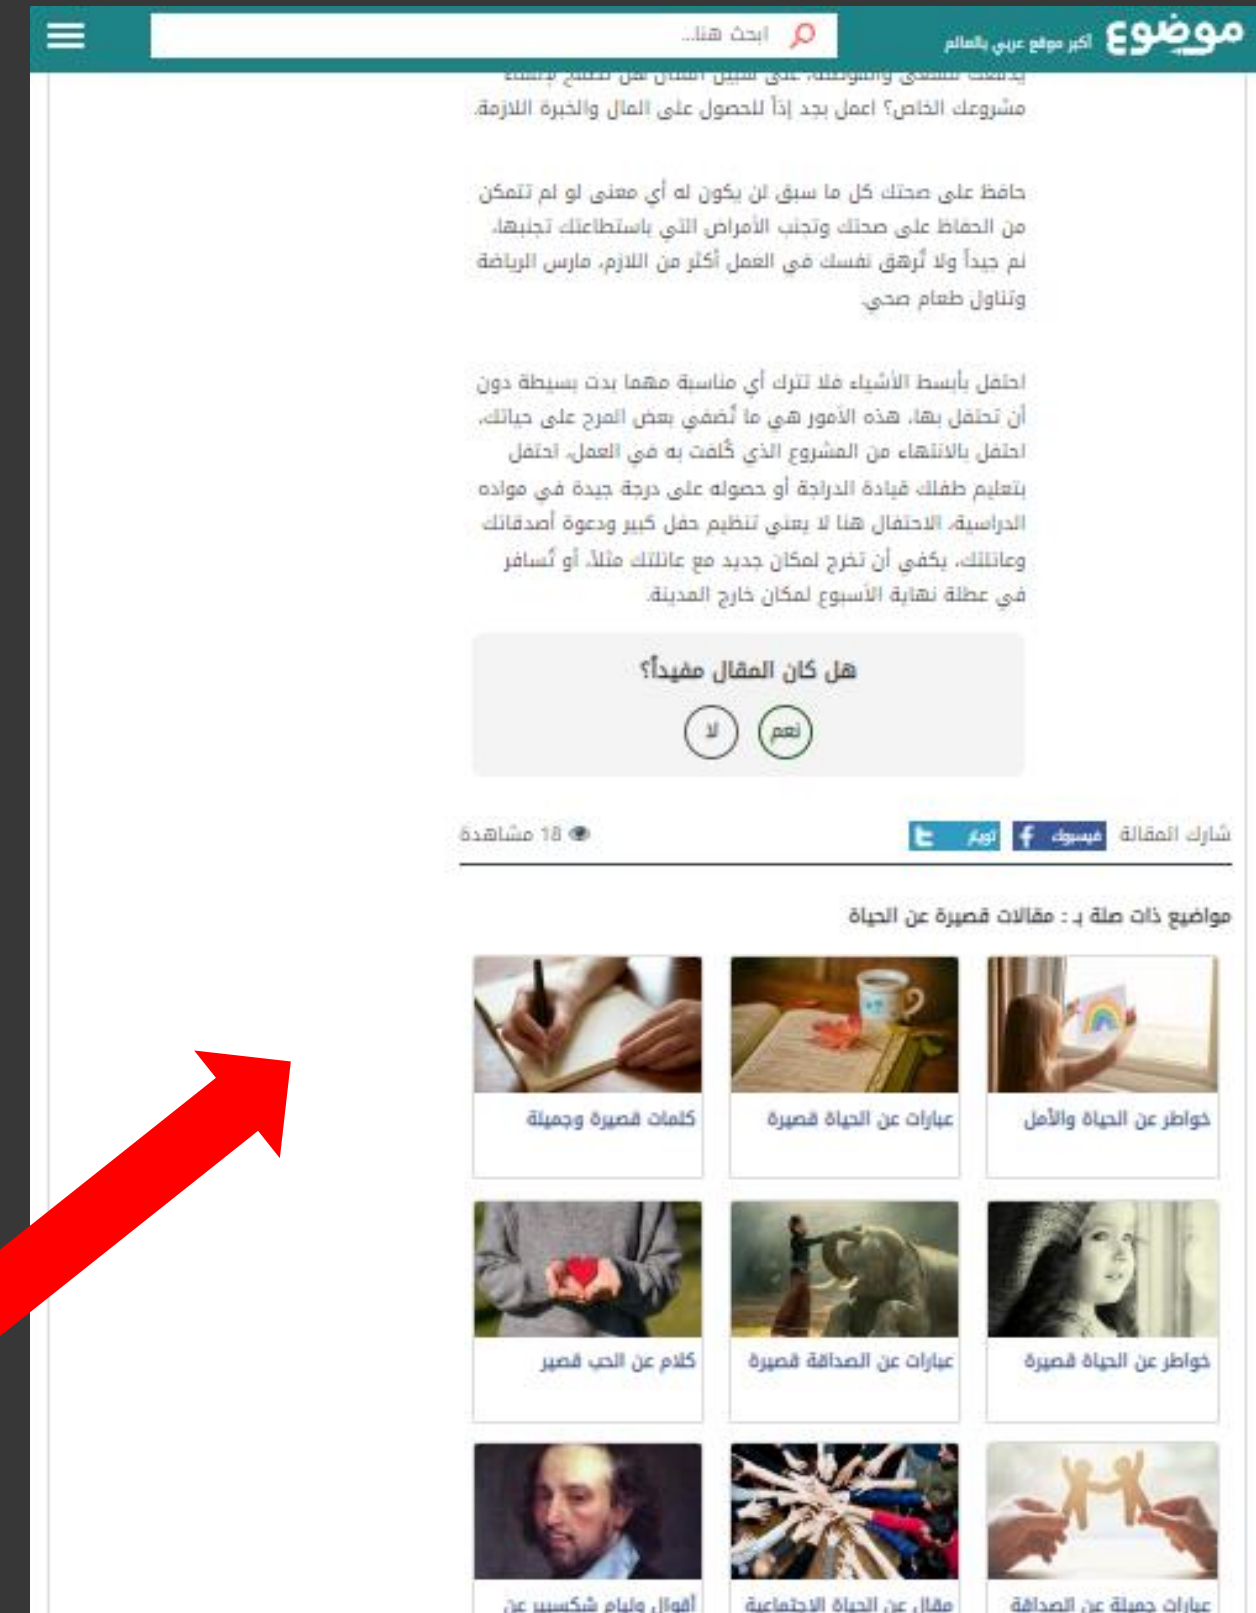 موضوع أكبر موقع عربي بالعالم
ابحث هنا...
مشروعك الخاص؟ اعمل بجد إذاً للحصول على المال والخبرة اللازمة.
حافظ على صحتك كل ما سبق لن يكون له أي معنى لو لم تتمكن
من الحفاظ على صحتك وتجنب الأمراض التي باستطاعتك تجنبها،
نم جيداً ولا تُرهق نفسك في العمل أكثر من اللازم، مارس الرياضة
وتناول طعام صحي.
احتفل بأبسط الأشياء فلا تترك أي مناسبة مهما بدت بسيطة دون
أن تحتفل بها، هذه الأمور هي ما تُضفي بعض المرح على حياتك،
احتفل بالانتهاء من المشروع الذي كُلفت به في العمل، احتفل
بتعليم طفلك قيادة الدراجة أو حصوله على درجة جيدة في مواده
الدراسية، الاحتفال هنا لا يعني تنظيم حفل كبير ودعوة أصدقائك
وعائلتك، يكفي أن تخرج لمكان جديد مع عائلتك مثلاً، أو تُسافر
في عطلة نهاية الأسبوع لمكان خارج المدينة.
هل كان المقال مفيداً؟
نعم لا
شارك المقالة فيسبوك تويتر 18 مشاهدة
مواضيع ذات صلة بـ : مقالات قصيرة عن الحياة
خواطر عن الحياة والأمل
عبارات عن الحياة قصيرة
كلمات قصيرة وجميلة
خواطر عن الحياة قصيرة
عبارات عن الصداقة قصيرة
كلام عن الحب قصير
عبارات جميلة عن الصداقة
مقال عن الحياة الاجتماعية
أقوال وليام شكسبير عن